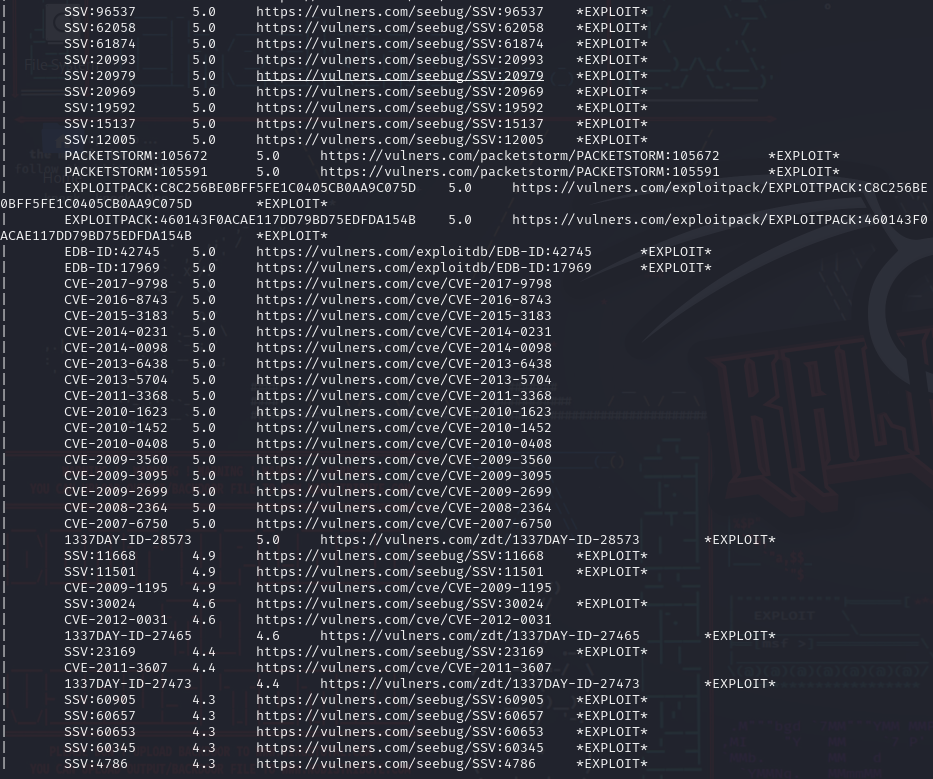 |       SSV:96537       5.0     https://vulners.com/seebug/SSV:96537    *EXPLOIT*
|       SSV:62058       5.0     https://vulners.com/seebug/SSV:62058    *EXPLOIT*
|       SSV:61874       5.0     https://vulners.com/seebug/SSV:61874    *EXPLOIT*
|       SSV:20993       5.0     https://vulners.com/seebug/SSV:20993    *EXPLOIT*
|       SSV:20979       5.0     https://vulners.com/seebug/SSV:20979    *EXPLOIT*
|       SSV:20969       5.0     https://vulners.com/seebug/SSV:20969    *EXPLOIT*
|       SSV:19592       5.0     https://vulners.com/seebug/SSV:19592    *EXPLOIT*
|       SSV:15137       5.0     https://vulners.com/seebug/SSV:15137    *EXPLOIT*
|       SSV:12005       5.0     https://vulners.com/seebug/SSV:12005    *EXPLOIT*
|       PACKETSTORM:105672      5.0     https://vulners.com/packetstorm/PACKETSTORM:105672      *EXPLOIT*
|       PACKETSTORM:105591      5.0     https://vulners.com/packetstorm/PACKETSTORM:105591      *EXPLOIT*
|       EXPLOITPACK:C8C256BE0BFF5FE1C0405CB0AA9C075D    5.0     https://vulners.com/exploitpack/EXPLOITPACK:C8C256BE
0BFF5FE1C0405CB0AA9C075D        *EXPLOIT*
|       EXPLOITPACK:460143F0ACAE117DD79BD75EDFDA154B    5.0     https://vulners.com/exploitpack/EXPLOITPACK:460143F0
ACAE117DD79BD75EDFDA154B        *EXPLOIT*
|       EDB-ID:42745    5.0     https://vulners.com/exploitdb/EDB-ID:42745      *EXPLOIT*
|       EDB-ID:17969    5.0     https://vulners.com/exploitdb/EDB-ID:17969      *EXPLOIT*
|       CVE-2017-9798   5.0     https://vulners.com/cve/CVE-2017-9798
|       CVE-2016-8743   5.0     https://vulners.com/cve/CVE-2016-8743
|       CVE-2015-3183   5.0     https://vulners.com/cve/CVE-2015-3183
|       CVE-2014-0231   5.0     https://vulners.com/cve/CVE-2014-0231
|       CVE-2014-0098   5.0     https://vulners.com/cve/CVE-2014-0098
|       CVE-2013-6438   5.0     https://vulners.com/cve/CVE-2013-6438
|       CVE-2013-5704   5.0     https://vulners.com/cve/CVE-2013-5704
|       CVE-2011-3368   5.0     https://vulners.com/cve/CVE-2011-3368
|       CVE-2010-1623   5.0     https://vulners.com/cve/CVE-2010-1623
|       CVE-2010-1452   5.0     https://vulners.com/cve/CVE-2010-1452
|       CVE-2010-0408   5.0     https://vulners.com/cve/CVE-2010-0408
|       CVE-2009-3560   5.0     https://vulners.com/cve/CVE-2009-3560
|       CVE-2009-3095   5.0     https://vulners.com/cve/CVE-2009-3095
|       CVE-2009-2699   5.0     https://vulners.com/cve/CVE-2009-2699
|       CVE-2008-2364   5.0     https://vulners.com/cve/CVE-2008-2364
|       CVE-2007-6750   5.0     https://vulners.com/cve/CVE-2007-6750
|       1337DAY-ID-28573        5.0     https://vulners.com/zdt/1337DAY-ID-28573        *EXPLOIT*
|       SSV:11668       4.9     https://vulners.com/seebug/SSV:11668    *EXPLOIT*
|       SSV:11501       4.9     https://vulners.com/seebug/SSV:11501    *EXPLOIT*
|       CVE-2009-1195   4.9     https://vulners.com/cve/CVE-2009-1195
|       SSV:30024       4.6     https://vulners.com/seebug/SSV:30024    *EXPLOIT*
|       CVE-2012-0031   4.6     https://vulners.com/cve/CVE-2012-0031
|       1337DAY-ID-27465        4.6     https://vulners.com/zdt/1337DAY-ID-27465        *EXPLOIT*
|       SSV:23169       4.4     https://vulners.com/seebug/SSV:23169    *EXPLOIT*
|       CVE-2011-3607   4.4     https://vulners.com/cve/CVE-2011-3607
|       1337DAY-ID-27473        4.4     https://vulners.com/zdt/1337DAY-ID-27473        *EXPLOIT*
|       SSV:60905       4.3     https://vulners.com/seebug/SSV:60905    *EXPLOIT*
|       SSV:60657       4.3     https://vulners.com/seebug/SSV:60657    *EXPLOIT*
|       SSV:60653       4.3     https://vulners.com/seebug/SSV:60653    *EXPLOIT*
|       SSV:60345       4.3     https://vulners.com/seebug/SSV:60345    *EXPLOIT*
|       SSV:4786        4.3     https://vulners.com/seebug/SSV:4786     *EXPLOIT*